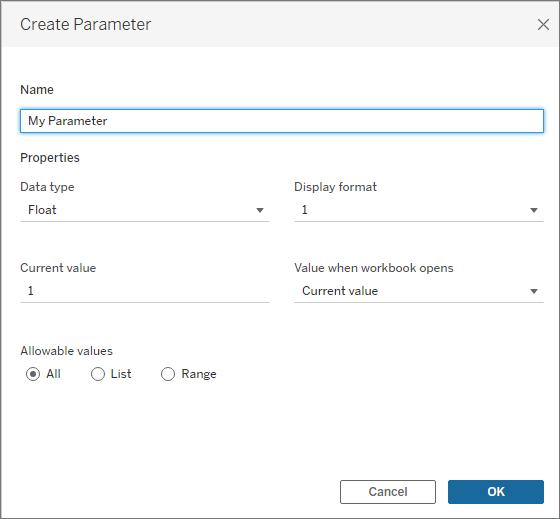 Create Parameter
Name
My Parameter
Properties
Data type
Display format
Float
1
Current value
Value when workbook opens
1
Current value
Allowable values
All
List
Range
Cancel
OK